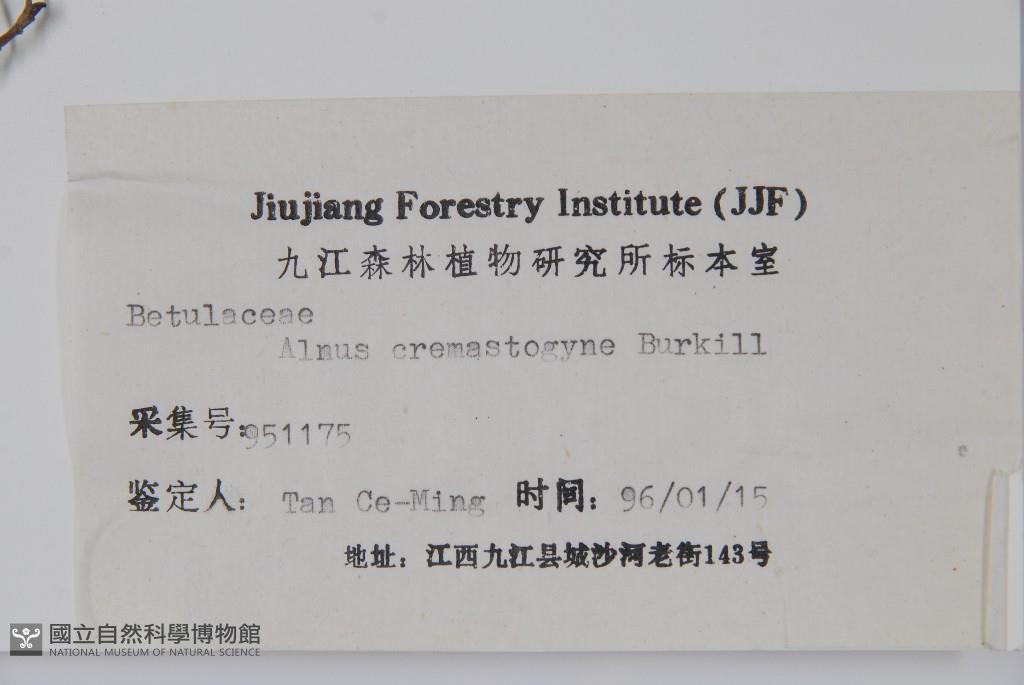 Jiujiang Forestry Institute (JJF)
九江森林植物研究所标本室
Betulaceae
Alnus cremastogyne Burkill
采集号:951175
鉴定人: Tan Ce-Ming 时间: 96/01/15
地址: 江西九江县城沙河老街143号
國立自然科學博物館
NATIONAL MUSEUM OF NATURAL SCIENCE